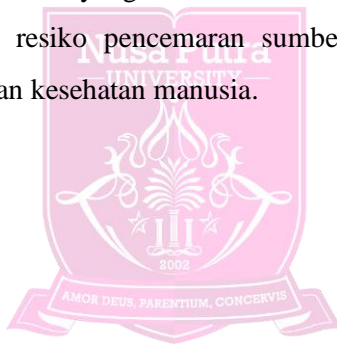 resiko pencemaran sumbe
an kesehatan manusia.
Nusa Putra
UNIVERSITY
2002
AMOR DEUS, PARENTIUM, CONCERVIS